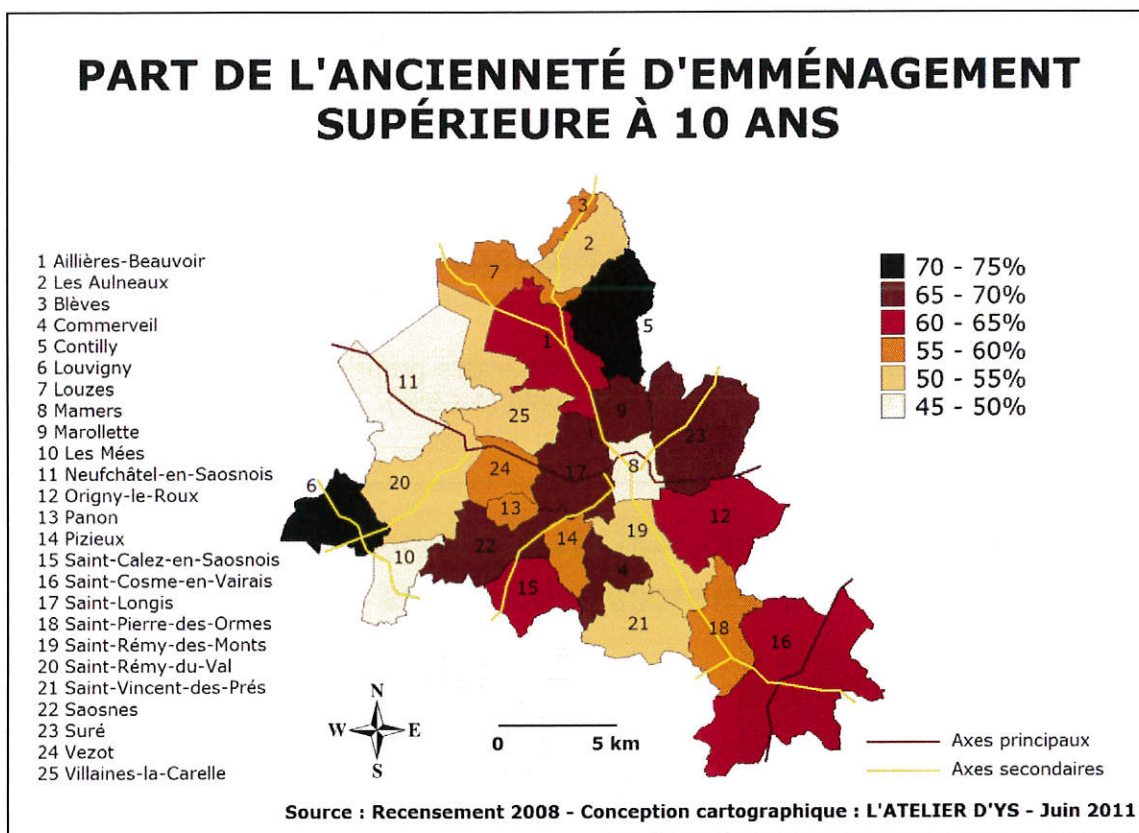 PART DE L'ANCIENNETÉ D'EMMÉNAGEMENT
SUPÉRIEURE À 10 ANS
1 Aillières-Beauvoir
2 Les Aulneaux
3 Blèves
4 Commerveil
5 Contilly
6 Louvigny
7 Louzes
8 Mamers
9 Marollette
10 Les Mées
11 Neufchâtel-en-Saosnois
12 Origny-le-Roux
13 Panon
14 Pizieux
15 Saint-Calez-en-Saosnois
16 Saint-Cosme-en-Vairais
17 Saint-Longis
18 Saint-Pierre-des-Ormes
19 Saint-Rémy-des-Monts
20 Saint-Rémy-du-Val
21 Saint-Vincent-des-Prés
22 Saosnes
23 Suré
24 Vezot
25 Villaines-la-Carelle
3
2
7
5
1
11
9
25
23
8
17
24
20
6
13
12
19
14
10
22
4
15
21
18
16
70 - 75%
65 - 70%
60 - 65%
55 - 60%
50 - 55%
45 - 50%
N
W E
S
0 5 km
Axes principaux
Axes secondaires
Source : Recensement 2008 - Conception cartographique : L'ATELIER D'YS - Juin 2011